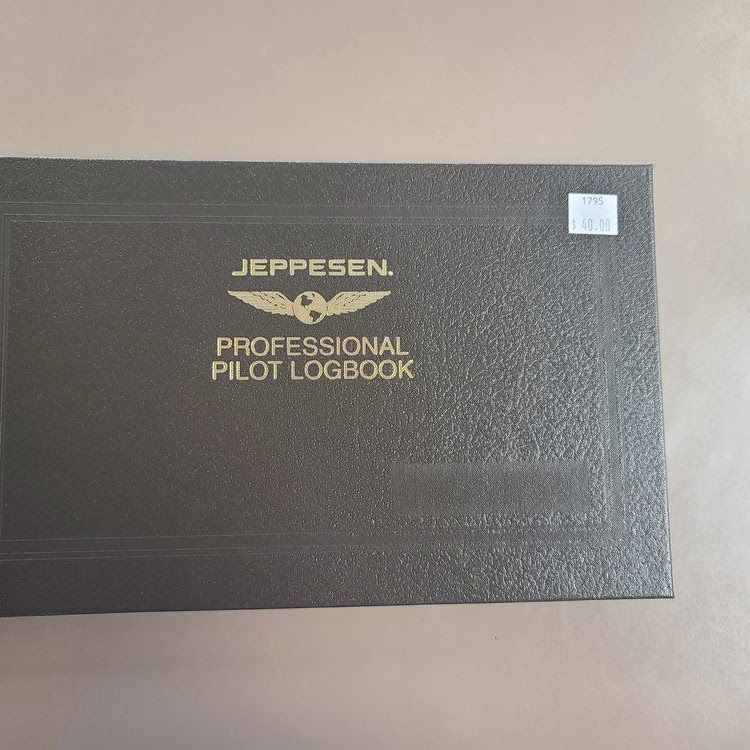 1795
$ 40.00
JEPPESEN.
PROFESSIONAL
PILOT LOGBOOK